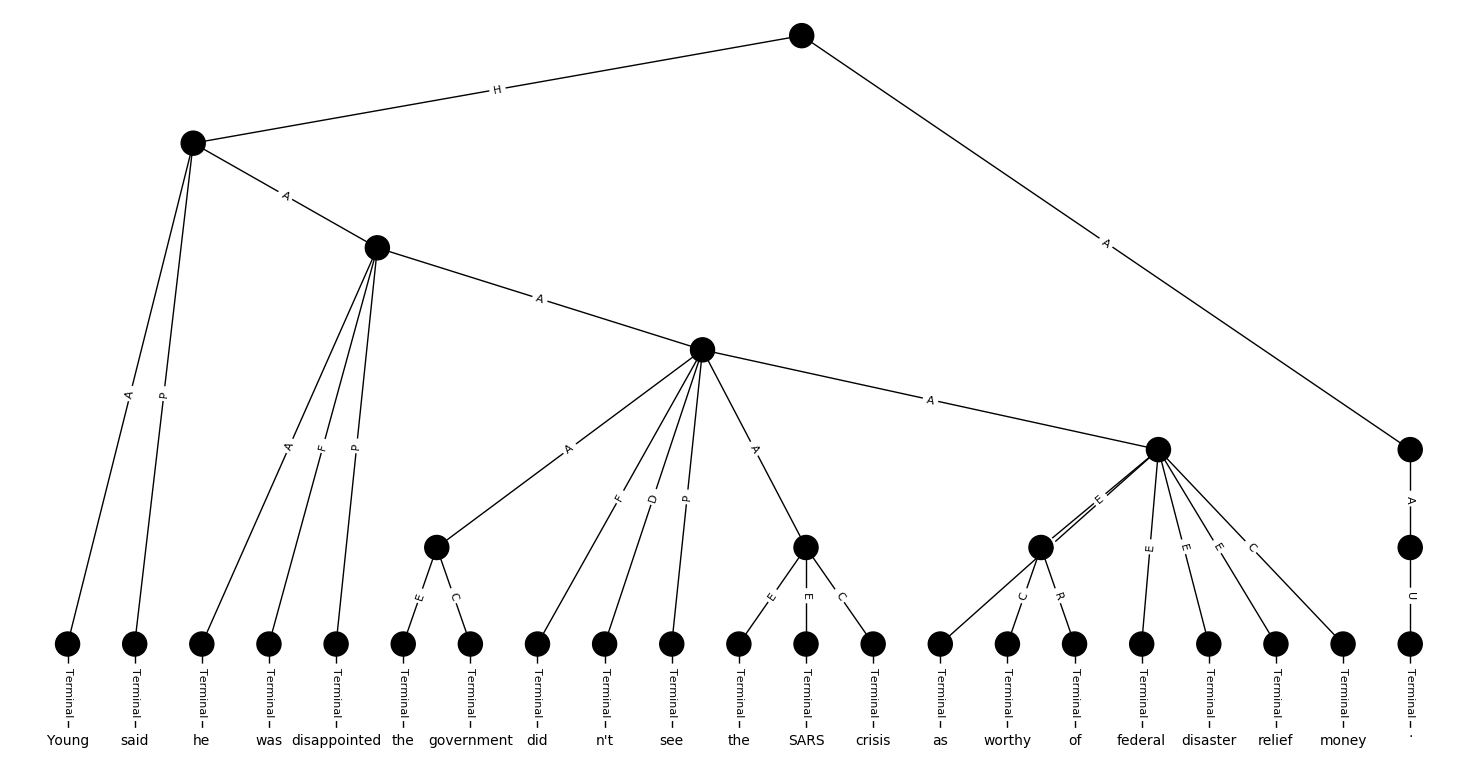 H
A
A
A
A
P
A
F
P
A
F
D
P
A
A
E
E
E
E
E
C
A
E
C
E
E
C
C
R
U
Terminal Terminal Terminal Terminal Terminal Terminal Terminal Terminal Terminal Terminal Terminal Terminal Terminal Terminal Terminal Terminal Terminal Terminal Terminal Terminal Terminal
Young said he was disappointed the government did n't see the SARS crisis as worthy of federal disaster relief money .